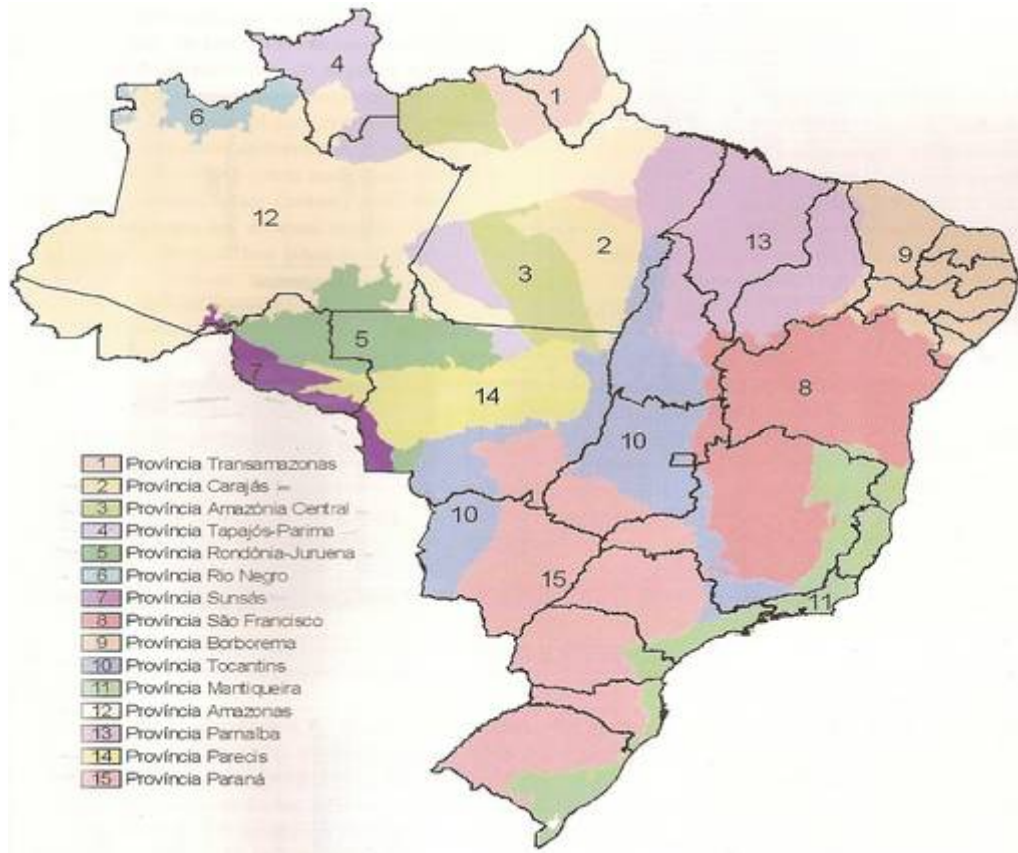 4
1
6
12
2
13
9
3
5
7
14
8
10
10
15
11
1 Província Transamazonas
2 Província Carajás
3 Província Amazônia Central
4 Província Tapajós-Parima
5 Província Rondônia-Juruena
6 Província Rio Negro
7 Província Sunsás
8 Província São Francisco
9 Província Borborema
10 Província Tocantins
11 Província Mantiqueira
12 Província Amazonas
13 Província Parnaíba
14 Província Parecis
15 Província Paraná